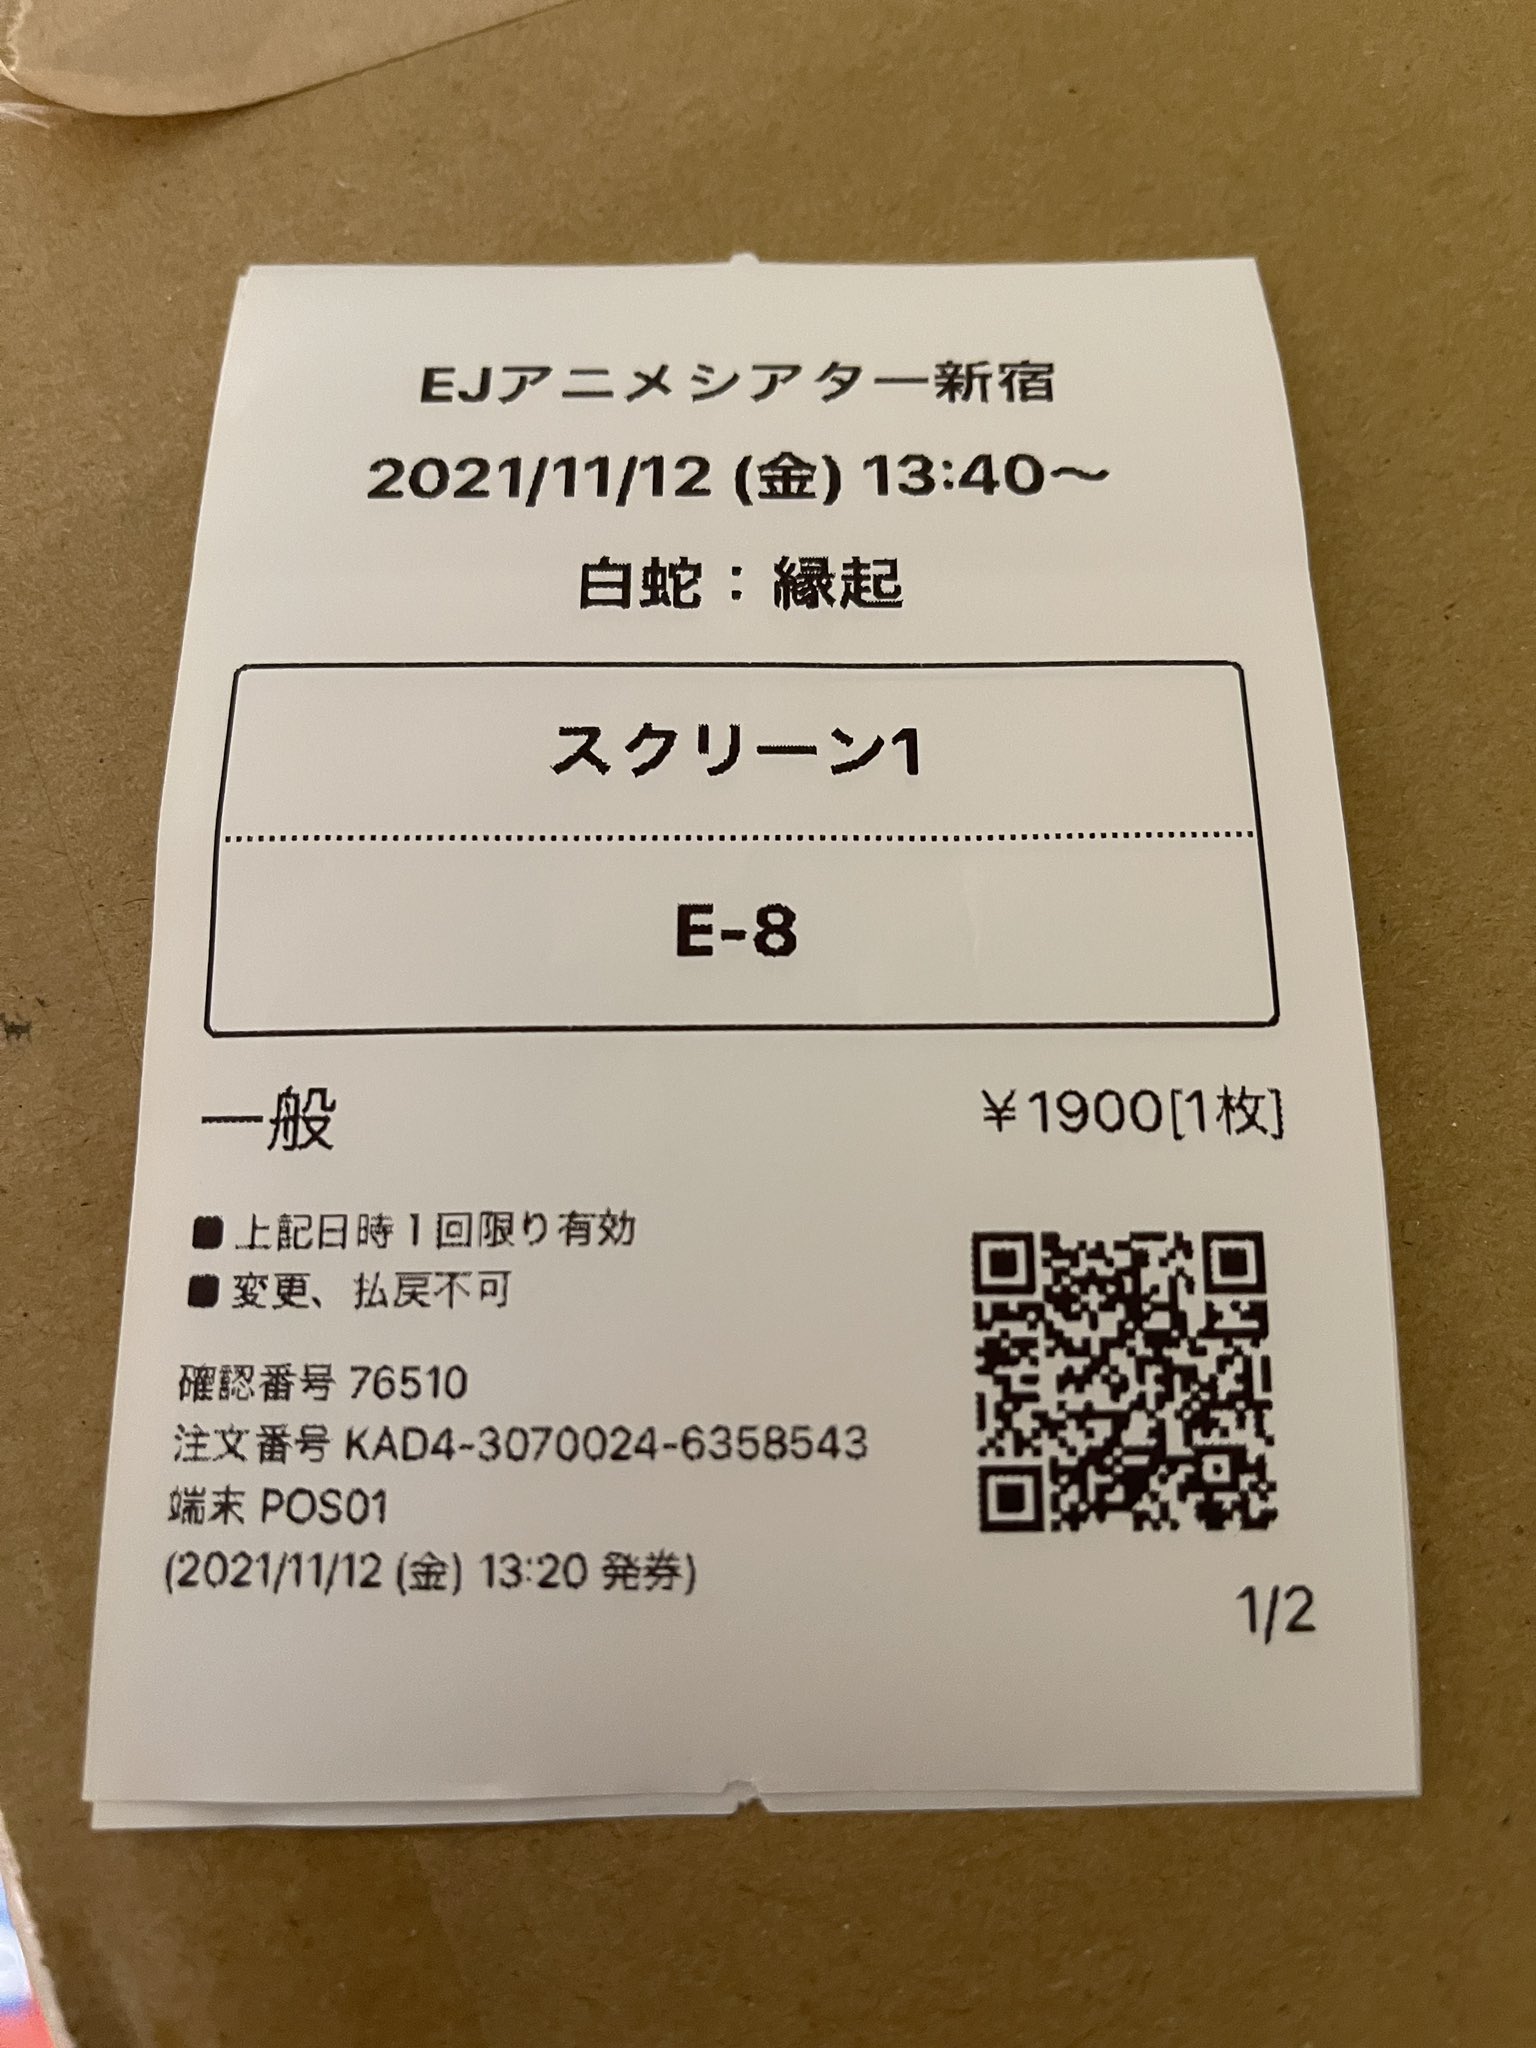 EJアニメシアター新宿
2021/11/12 (金) 13:40～
白蛇：縁起
スクリーン1
E-8
一般
¥1900[1枚]
■ 上記日時1回限り有効
■ 変更、払戻不可
確認番号 76510
注文番号 KAD4-3070024-6358543
端末 POS01
(2021/11/12 (金) 13:20 発券)
1/2